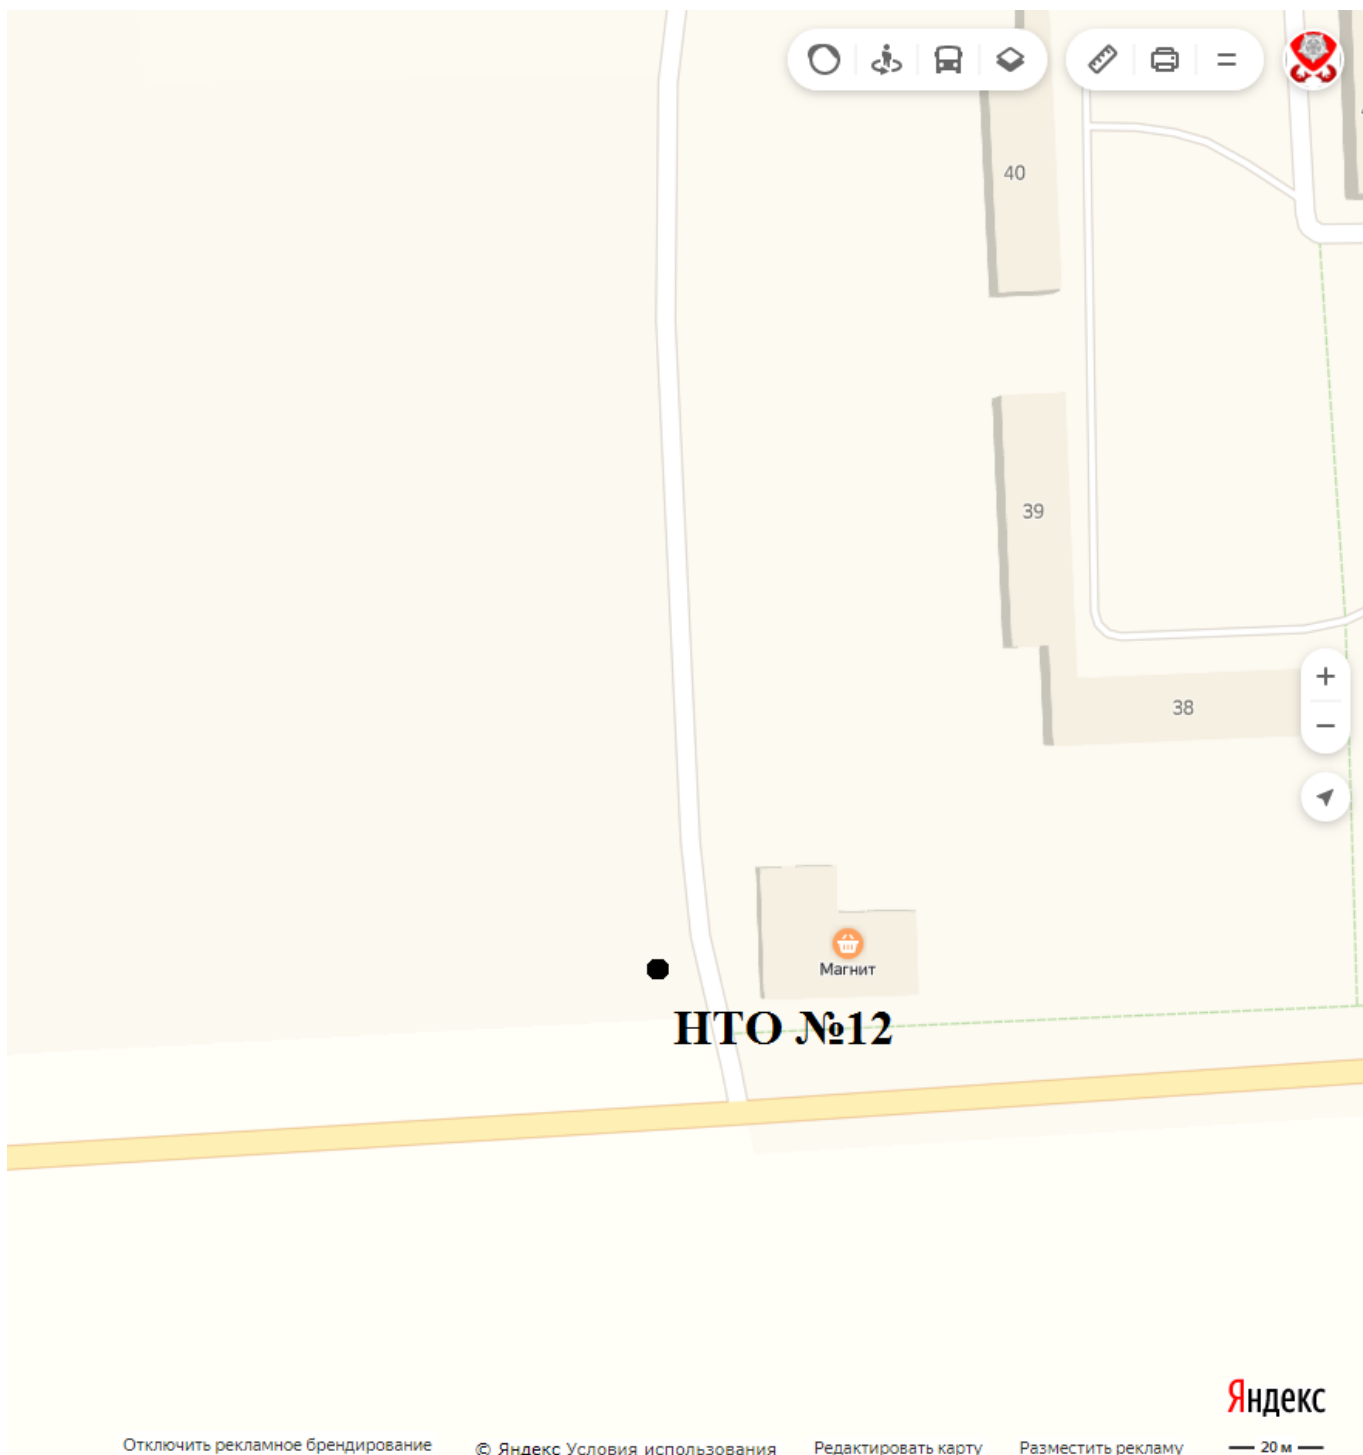 40
39
38
Магнит
НТО №12
Яндекс
Отключить рекламное брендирование © Яндекс Условия использования Редактировать карту Разместить рекламу 20 м